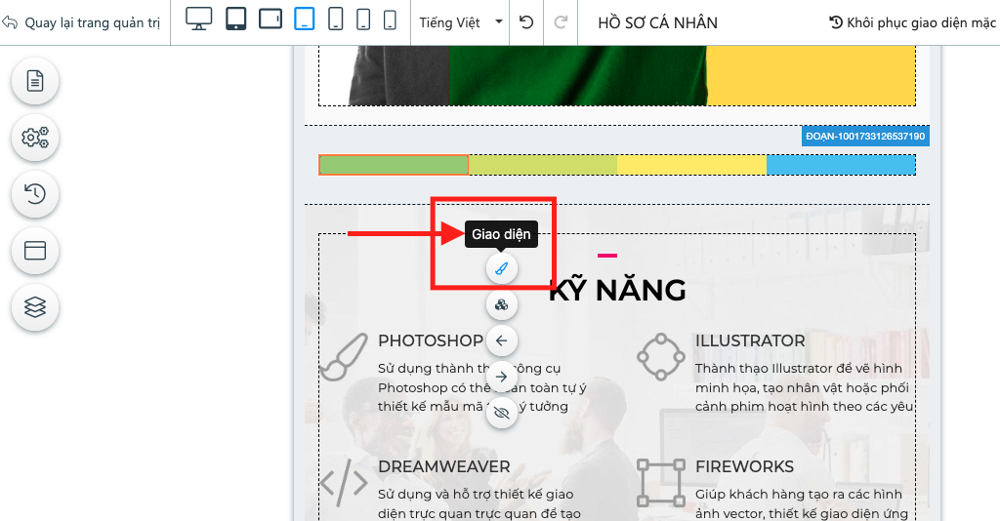 Quay lại trang quản trị
Tiếng Việt
HỒ SƠ CÁ NHÂN
Khôi phục giao diện mặc
ĐOẠN-1001733126537190
Giao diện
KỸ NĂNG
PHOTOSHOP
Sử dụng thành th công cụ
Photoshop có thể àn toàn tự ý
thiết kế mẫu mã ý tưởng
ILLUSTRATOR
Thành thạo Illustrator để vẽ hình
minh họa, tạo nhân vật hoặc phối
cảnh phim hoạt hình theo các yêu
DREAMWEAVER
Sử dụng và hỗ trợ thiết kế giao
diện trực quan trực quan để tạo
FIREWORKS
Giúp khách hàng tạo ra các hình
ảnh vector, thiết kế giao diện ứng